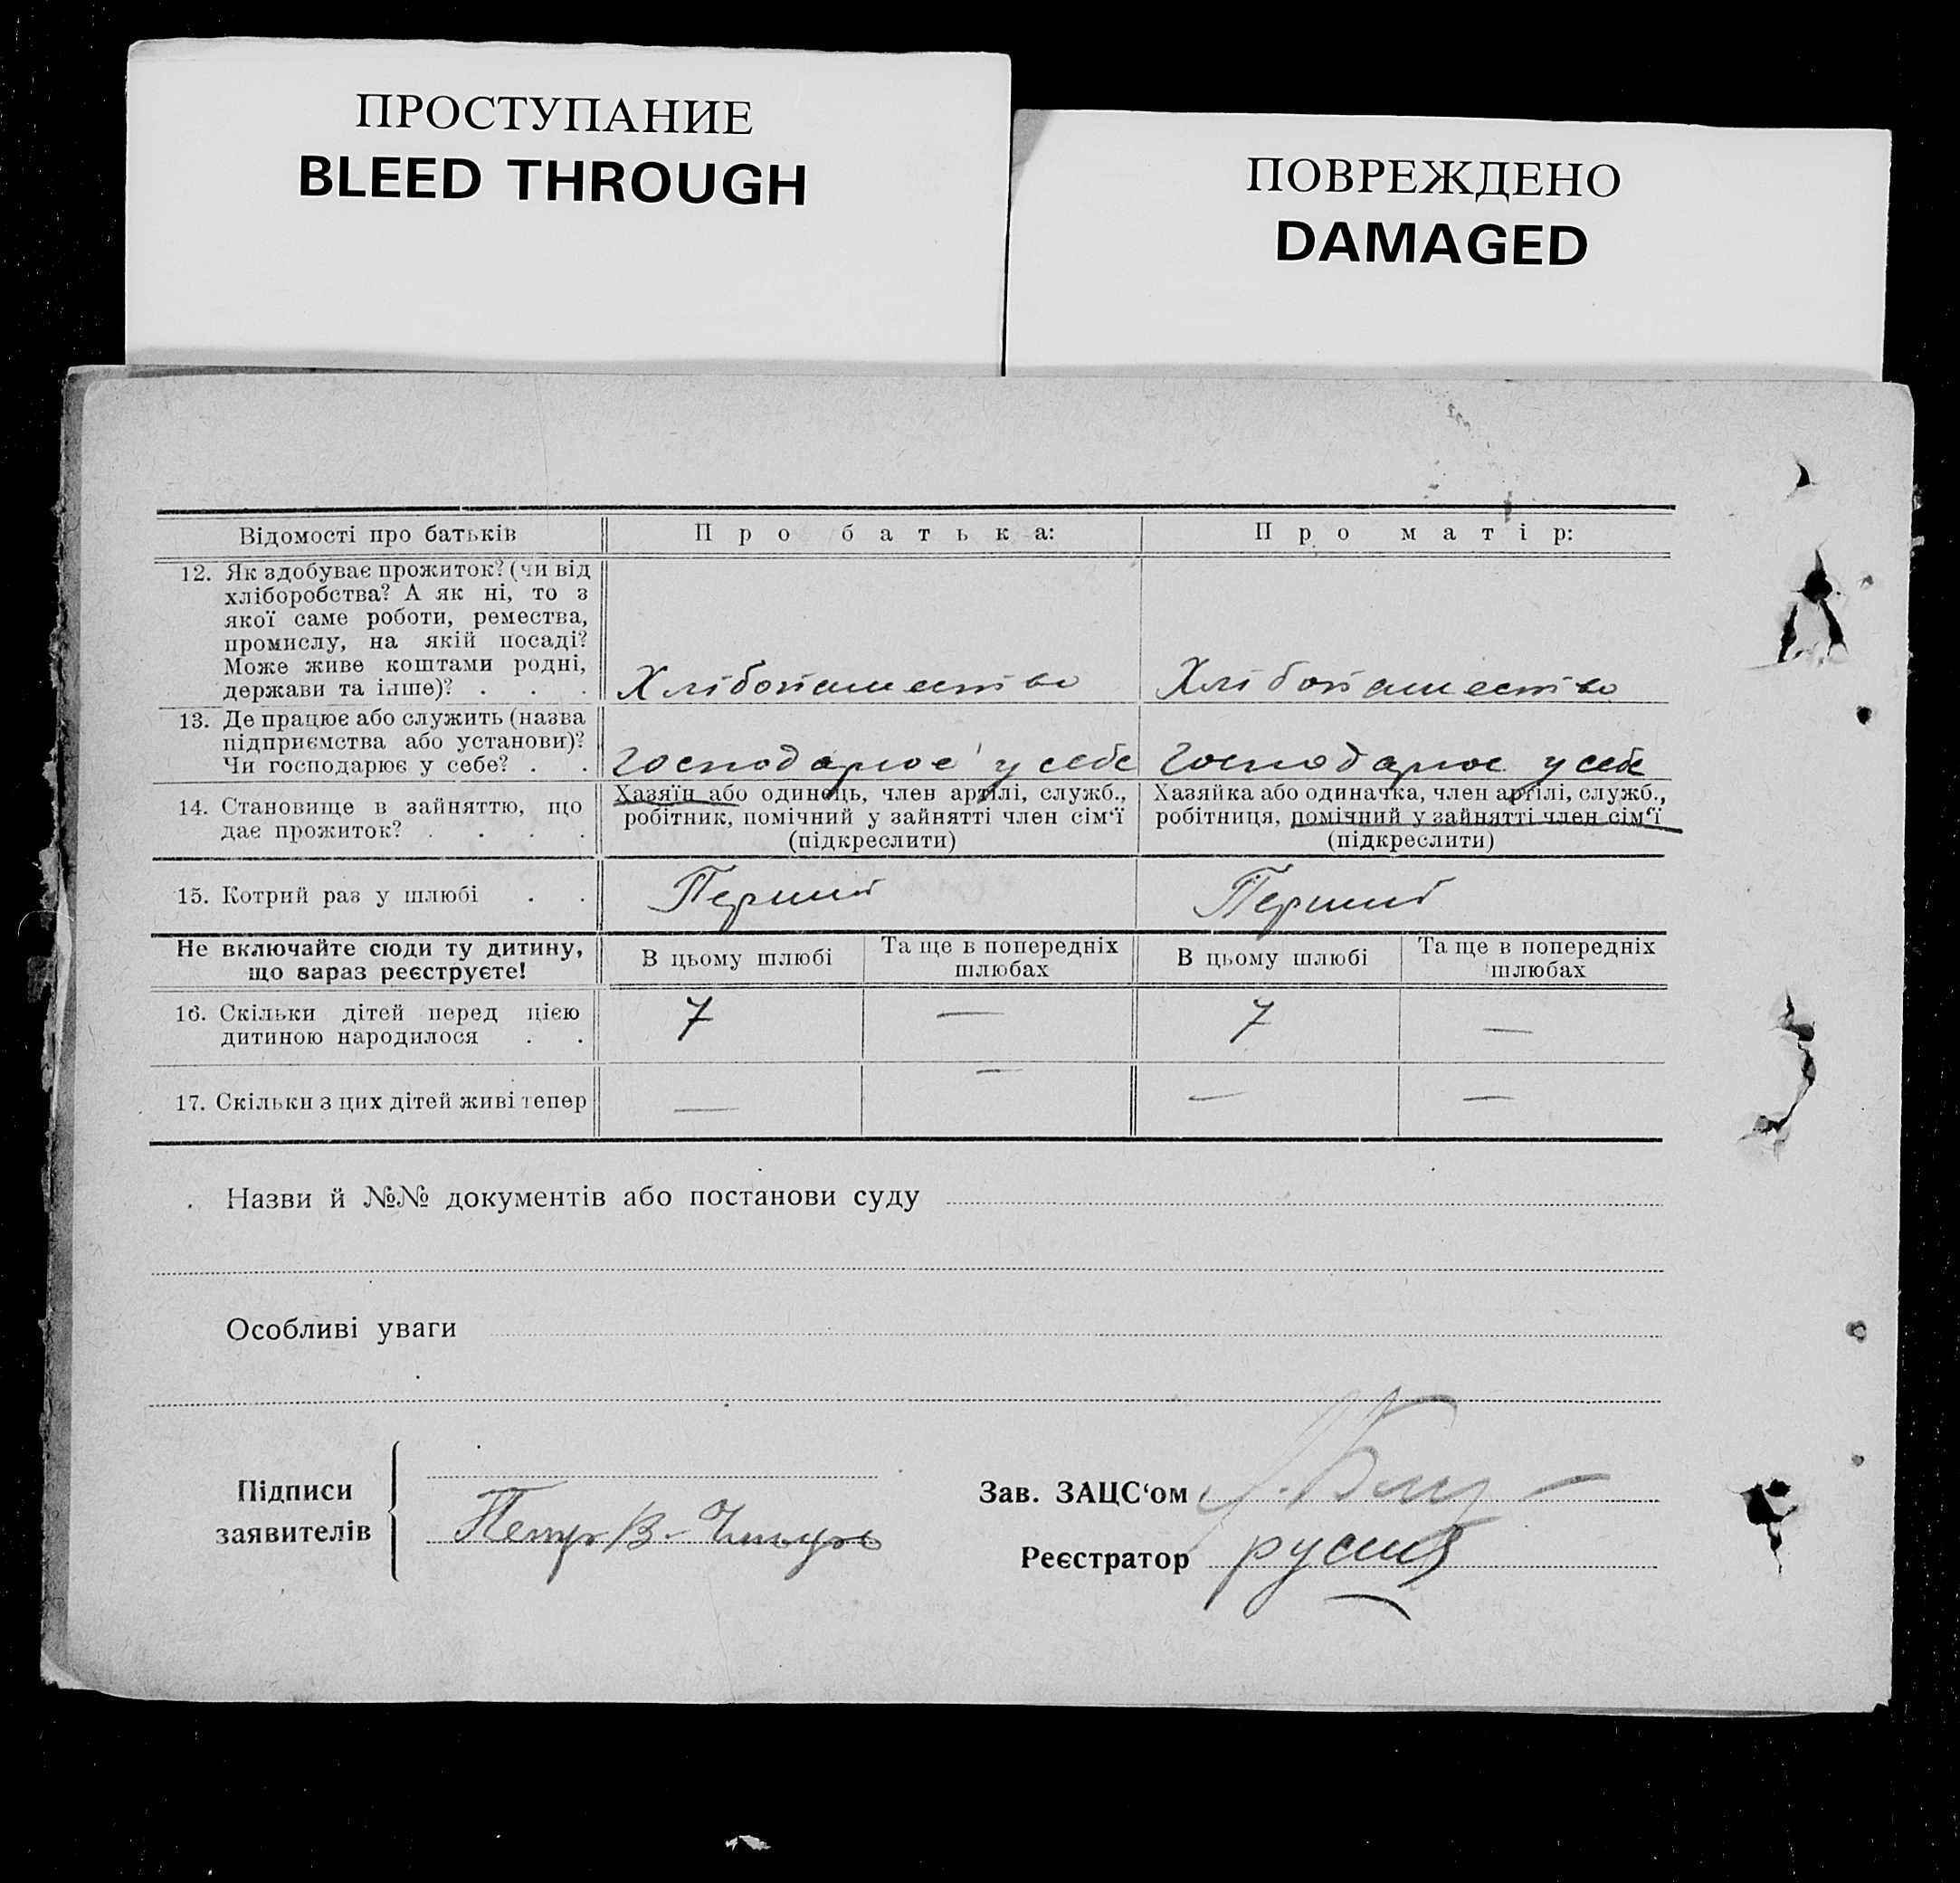 ПРОСТУПАНИЕ
BLEED THROUGH
ПОВРЕЖДЕНО
DAMAGED
Відомості про батьків
Про батька:
Про матір:
12. Як здобуває прожиток? (чи від
хліборобства? А як ні, то з
якої саме роботи, ремества,
промислу, на якій посаді?
Може живе коштами родні,
держави та інше)? . . .
Хлібопашество
Хлібопашество
13. Де працює або служить (назва
підприємства або установи)?
Чи господарює у себе? . .
Господарює у себе
Господарює у себе
14. Становище в зайняттю, що
дає прожиток? . . . .
Хазяїн або одинець, член артілі, служб.,
робітник, помічний у зайнятті член сім'ї
(підкреслити)
Хазяйка або одиначка, член артілі, служб.,
робітниця, помічний у зайнятті член сім'ї
(підкреслити)
15. Котрий раз у шлюбі . .
Перший
Перший
Не включайте сюди ту дитину,
що зараз реєструєте!
В цьому шлюбі
Та ще в попередніх
шлюбах
В цьому шлюбі
Та ще в попередніх
шлюбах
16. Скільки дітей перед цією
дитиною народилося . .
7 — 7 —
17. Скільки з цих дітей живі тепер
— — — —
Назви й №№ документів або постанови суду
Особливі уваги
Підписи
заявителів
Петр В.
Зав. ЗАЦС'ом
Реєстратор